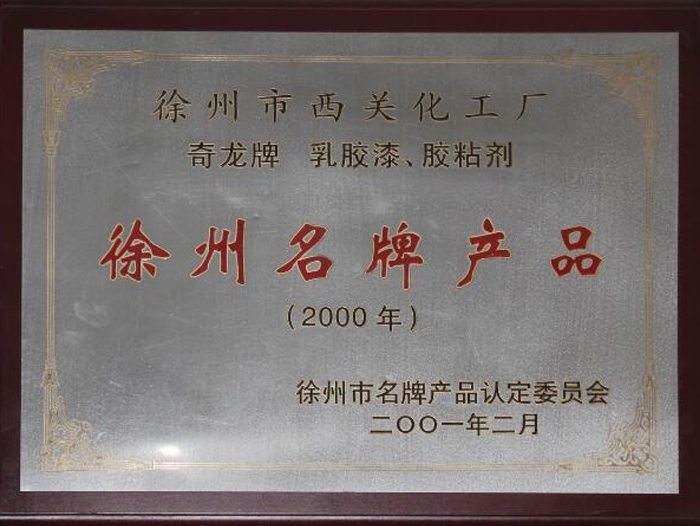 徐州市西关化工厂
奇龙牌 乳胶漆、胶粘剂
徐州名牌产品
(2000年)
徐州市名牌产品认定委员会
二〇〇一年二月